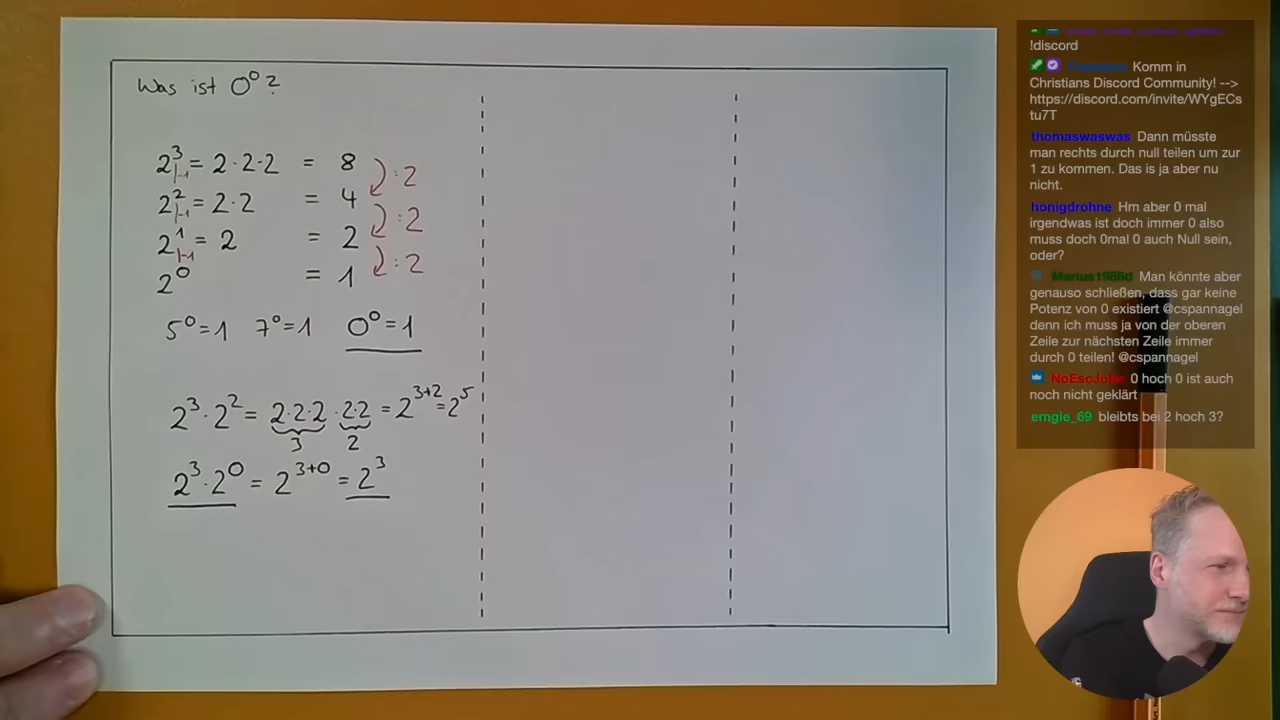 Was ist 0⁰?
2³ = 2·2·2 = 8 :2
|-1
2² = 2·2 = 4 :2
|-1
2¹ = 2 = 2 :2
|-1
2⁰ = 1
5⁰=1 7⁰=1 0⁰=1
2³·2² = 2·2·2·2·2 = 2³⁺² = 2⁵
3 2
2³·2⁰ = 2³⁺⁰ = 2³
!discord
Komm in
Christians Discord Community! -->
https://discord.com/invite/WYgECs
tu7T
thomaswaswas Dann müsste
man rechts durch null teilen um zur
1 zu kommen. Das is ja aber nu
nicht.
honigdrohne Hm aber 0 mal
irgendwas ist doch immer 0 also
muss doch 0mal 0 auch Null sein,
oder?
Marius1986d Man könnte aber
genauso schließen, dass gar keine
Potenz von 0 existiert @cspannagel
denn ich muss ja von der oberen
Zeile zur nächsten Zeile immer
durch 0 teilen! @cspannagel
NoEscJohn 0 hoch 0 ist auch
noch nicht geklärt
emgie_69 bleibts bei 2 hoch 3?